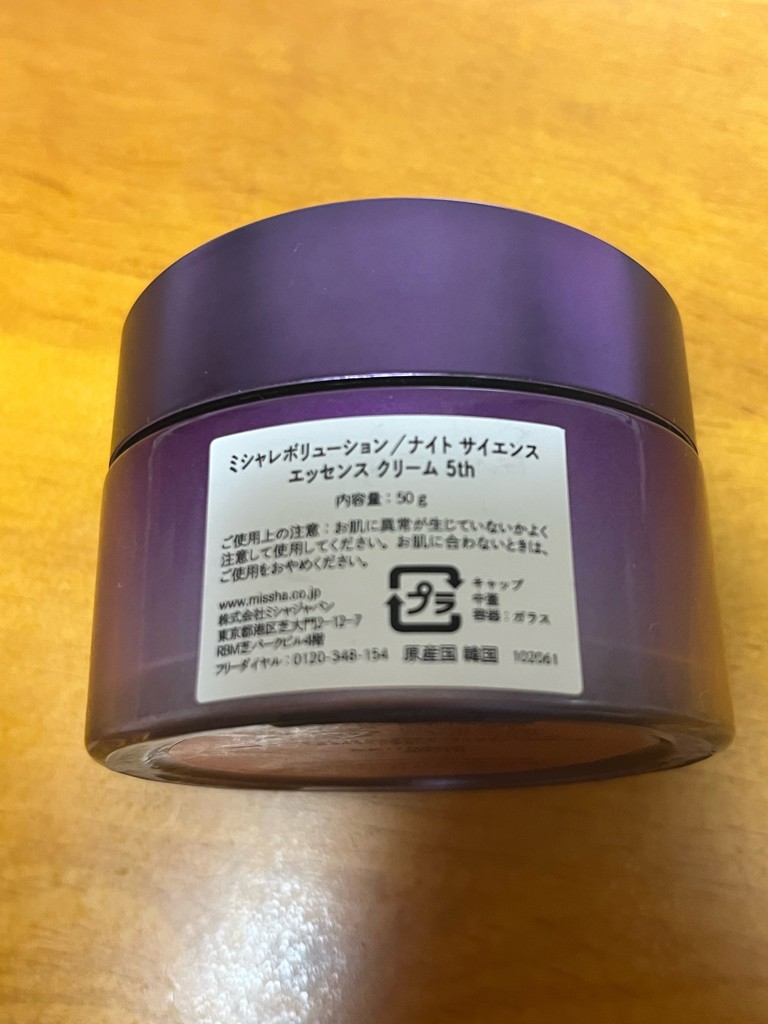 ミシャレボリューション/ナイト サイエンス
エッセンス クリーム 5th
内容量:50g
ご使用上の注意:お肌に異常が生じていないかよく
注意して使用してください。お肌に合わないときは、
ご使用をおやめください。
www.missha.co.jp
株式会社ミシャジャパン
東京都港区芝大門2-12-7
RBM芝パークビル4階
フリーダイヤル:0120-348-154
プラ
キャップ
中蓋
容器:ガラス
原産国 韓国
102061